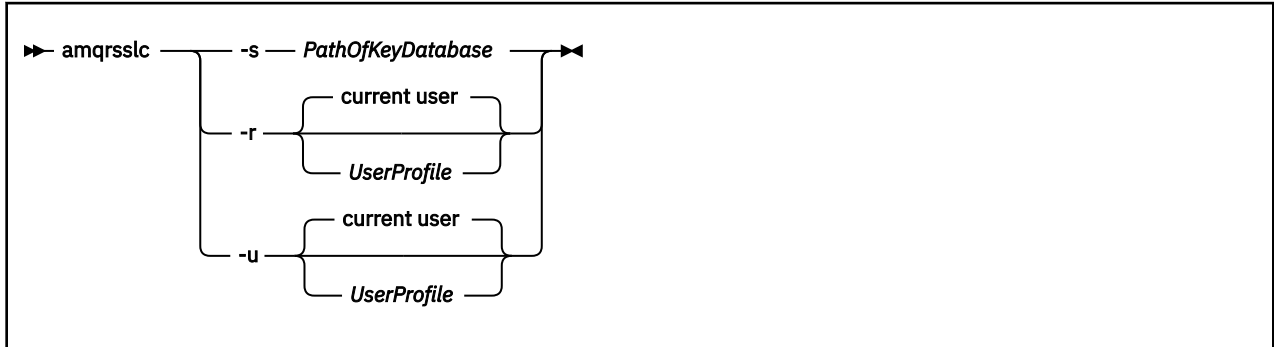 amqrsslc -s PathOfKeyDatabase
current user
-r
UserProfile
current user
-u
UserProfile